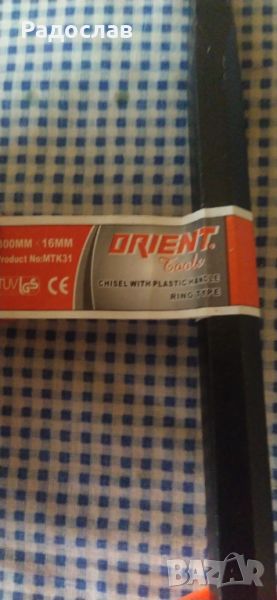 Радослав
ORIENT
Tools
300MM · 16MM
Product No:MTK31
TUV GS CE
CHISEL WITH PLASTIC HANDLE
RING TYPE
BAZAR